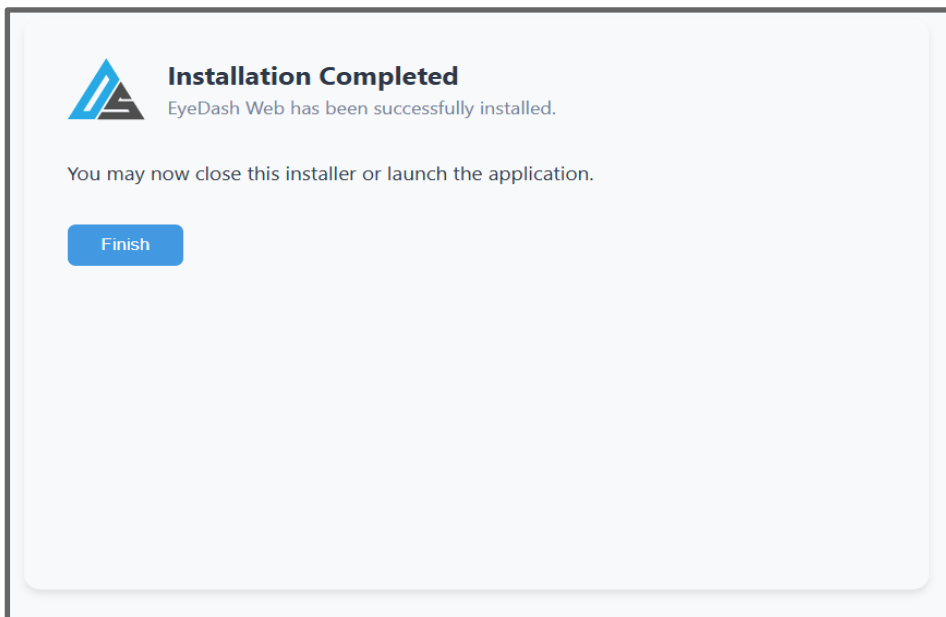 Installation Completed
EyeDash Web has been successfully installed.
You may now close this installer or launch the application.
Finish